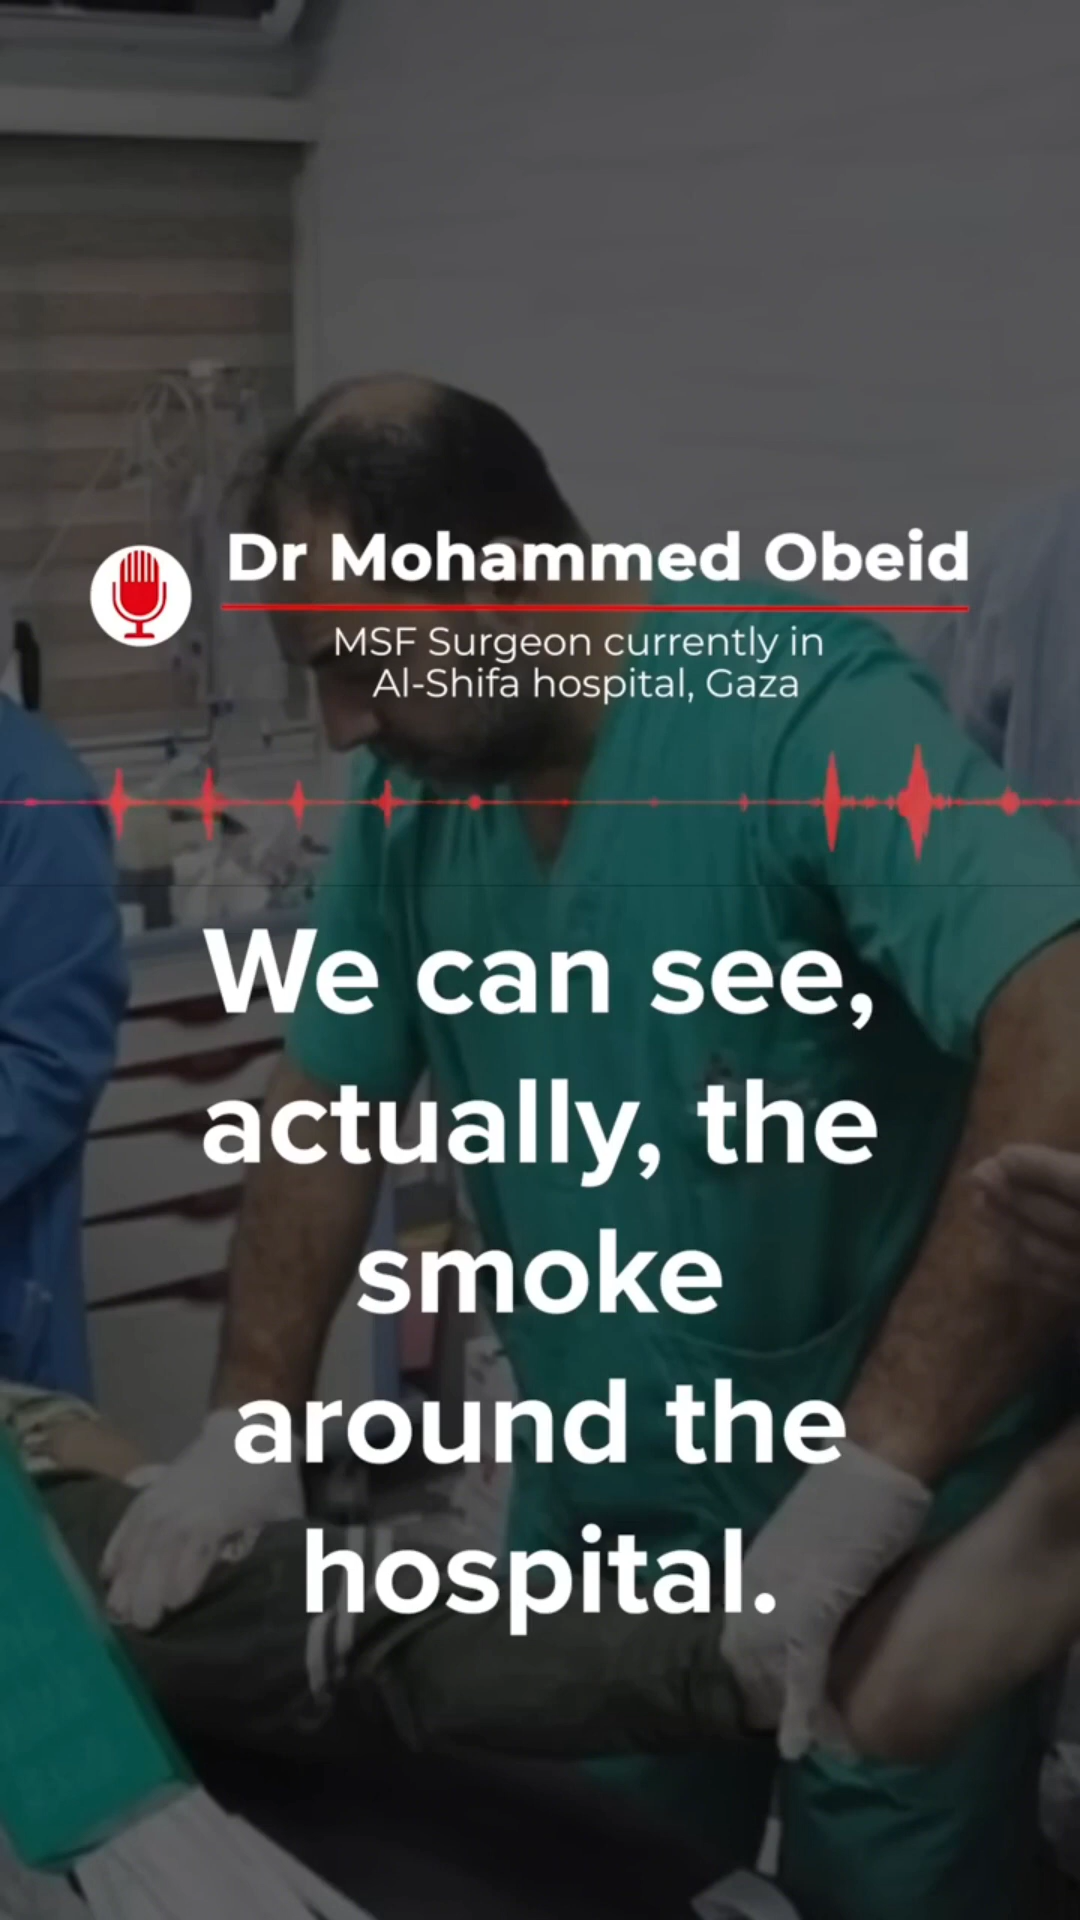 Dr Mohammed Obeid
MSF Surgeon currently in
Al-Shifa hospital, Gaza
We can see,
actually, the
smoke
around the
hospital.